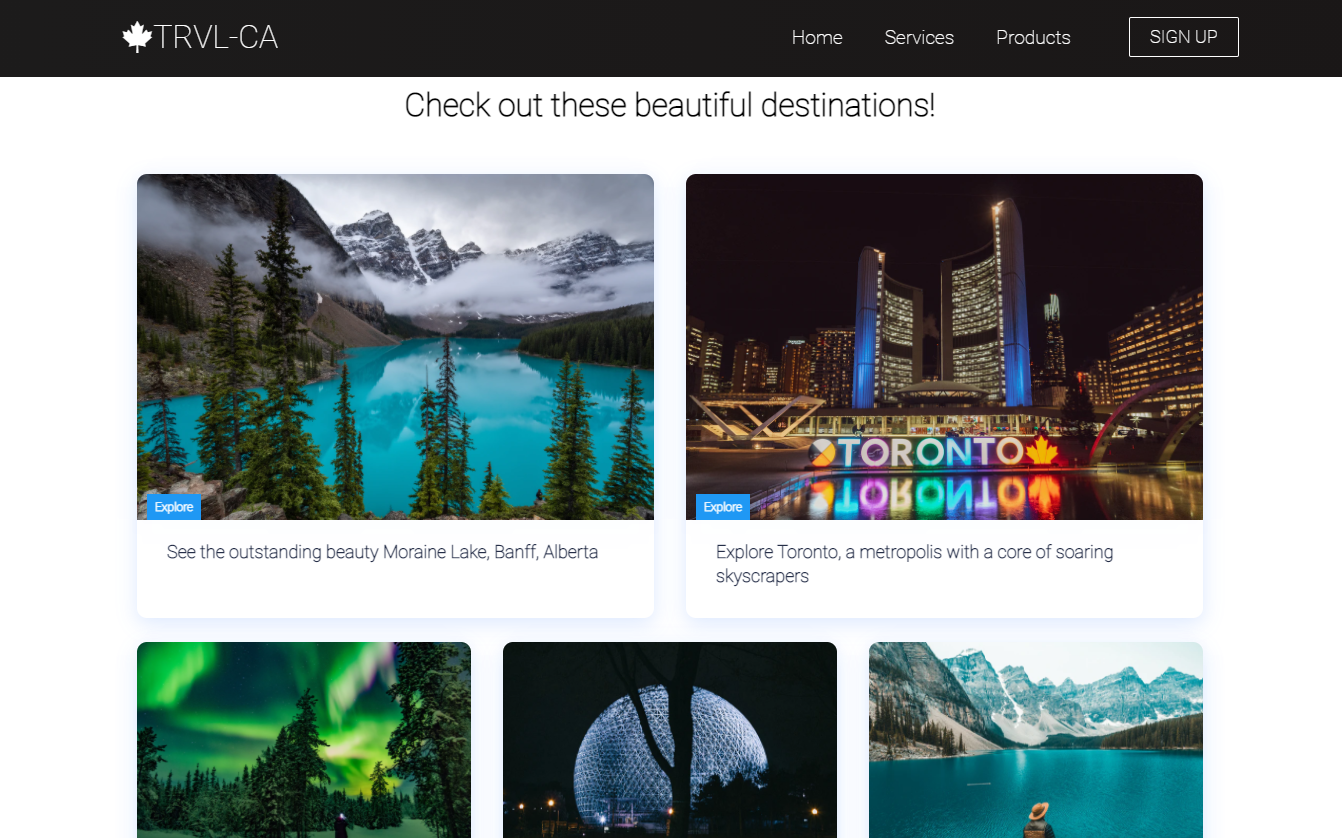 TRVL-CA
Home
Services
Products
SIGN UP
Check out these beautiful destinations!
TORONTO
Explore
Explore
See the outstanding beauty Moraine Lake, Banff, Alberta
Explore Toronto, a metropolis with a core of soaring
skyscrapers